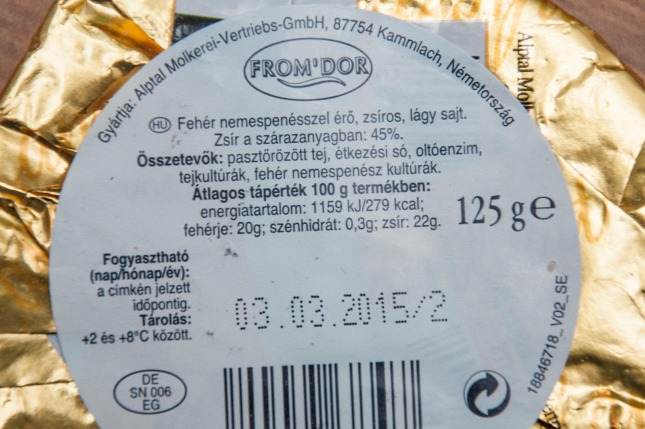 Gyártja: Alptal Molkerei-Vertriebs-GmbH, 87754 Kammlach, Németország
FROM'DOR
HU Fehér nemespenésszel érő, zsíros, lágy sajt.
Zsír a szárazanyagban: 45%.
Összetevők: pasztőrözött tej, étkezési só, oltóenzim,
tejkultúrák, fehér nemespenész kultúrák.
Átlagos tápérték 100 g termékben:
energiatartalom: 1159 kJ/279 kcal;
fehérje: 20g; szénhidrát: 0,3g; zsír: 22g.
125 g e
Fogyasztható
(nap/hónap/év):
a címkén jelzett
időpontig.
Tárolás:
+2 és +8°C között.
03.03.2015/2
DE
SN 006
EG
18846718_V02_SE
Alptal